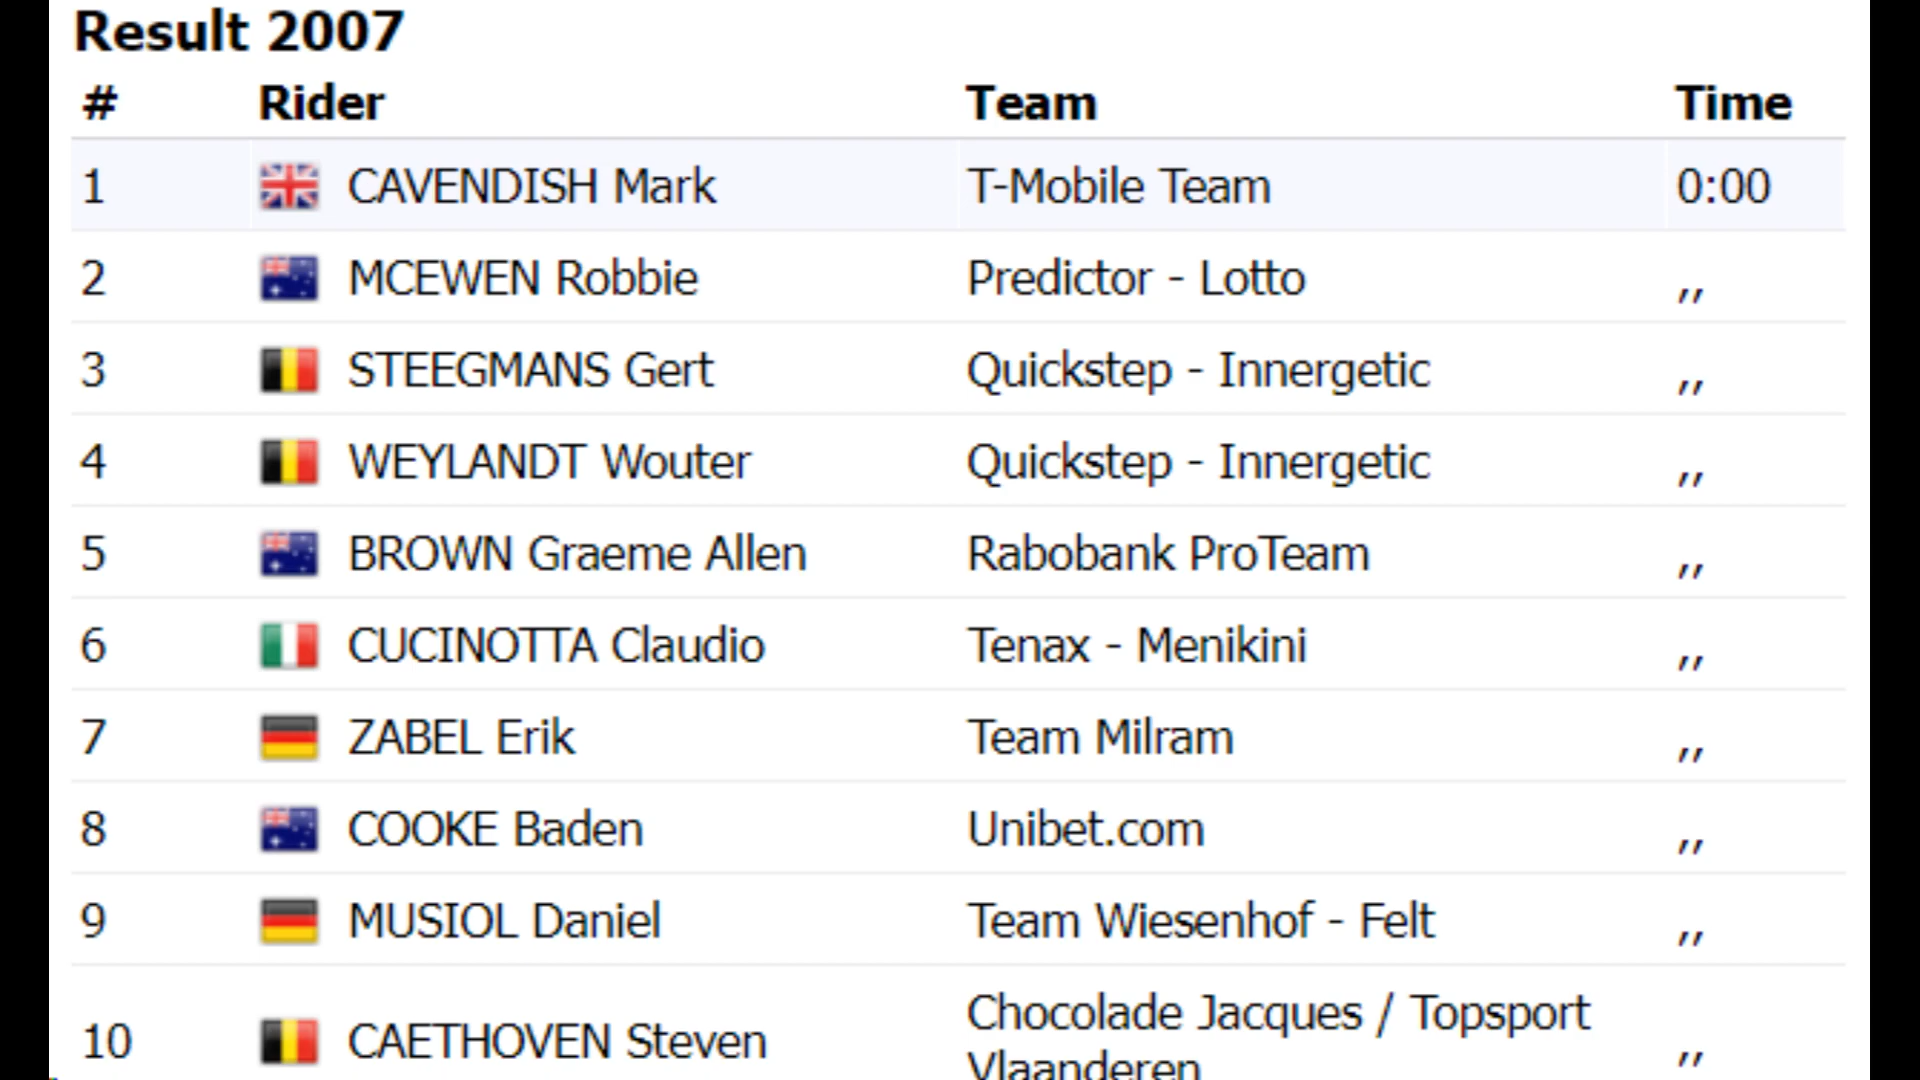 Result 2007
# Rider Team Time
1 CAVENDISH Mark T-Mobile Team 0:00
2 MCEWEN Robbie Predictor - Lotto ,,
3 STEEGMANS Gert Quickstep - Innergetic ,,
4 WEYLANDT Wouter Quickstep - Innergetic ,,
5 BROWN Graeme Allen Rabobank ProTeam ,,
6 CUCINOTTA Claudio Tenax - Menikini ,,
7 ZABEL Erik Team Milram ,,
8 COOKE Baden Unibet.com ,,
9 MUSIOL Daniel Team Wiesenhof - Felt ,,
10 CAETHOVEN Steven Chocolade Jacques / Topsport ,,
Vlaanderen